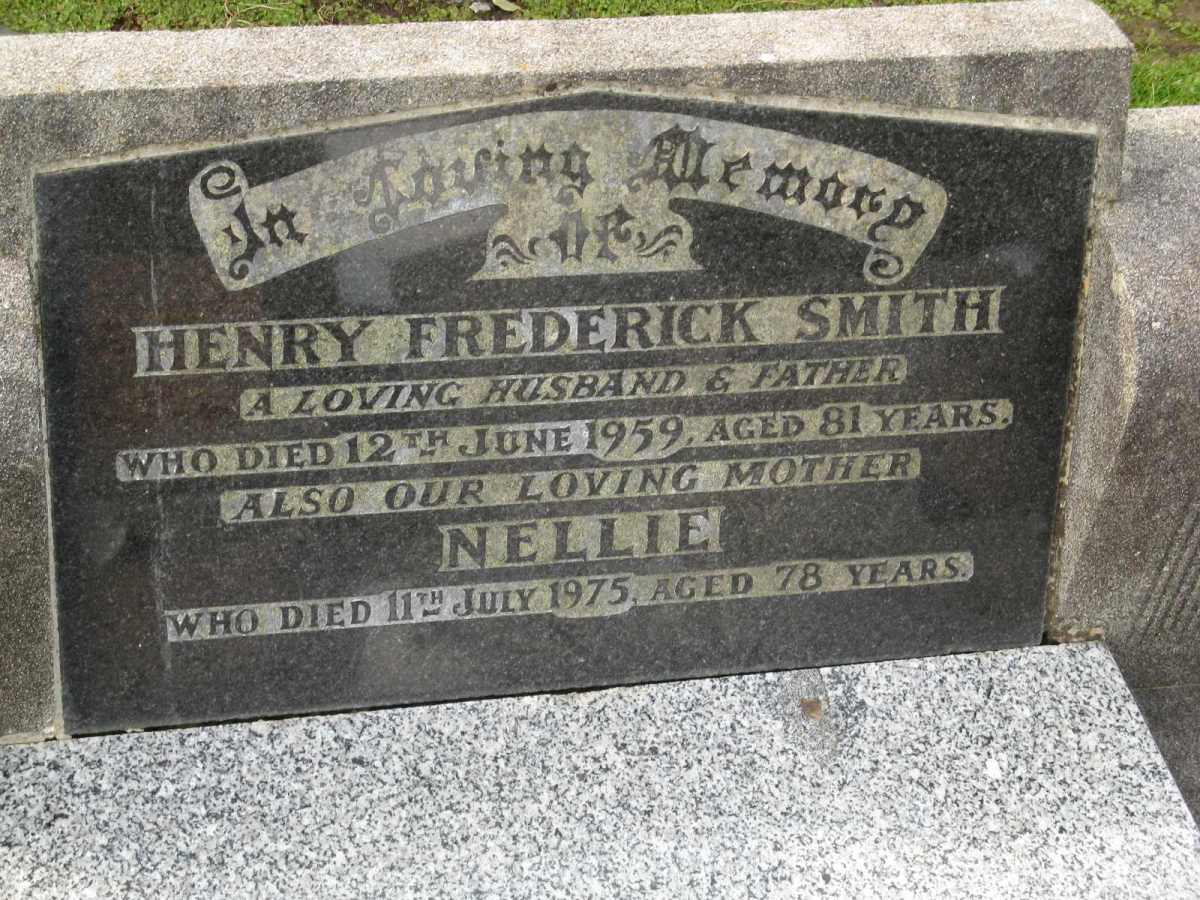 In Loving Memory
of
HENRY FREDERICK SMITH
A LOVING HUSBAND & FATHER
WHO DIED 12TH JUNE 1959, AGED 81 YEARS.
ALSO OUR LOVING MOTHER
NELLIE
WHO DIED 11TH JULY 1975, AGED 78 YEARS.